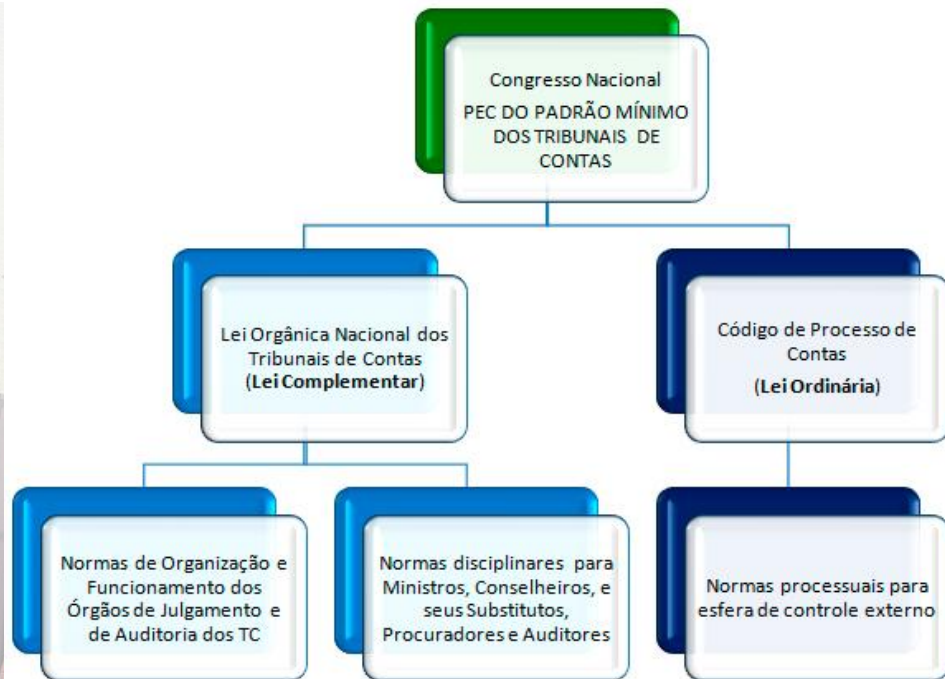 Congresso Nacional
PEC DO PADRÃO MÍNIMO
DOS TRIBUNAIS DE
CONTAS
Lei Orgânica Nacional dos
Tribunais de Contas
(Lei Complementar)
Código de Processo de
Contas
(Lei Ordinária)
Normas de Organização e
Funcionamento dos
Órgãos de Julgamento e
de Auditoria dos TC
Normas disciplinares para
Ministros, Conselheiros, e
seus Substitutos,
Procuradores e Auditores
Normas processuais para
esfera de controle externo